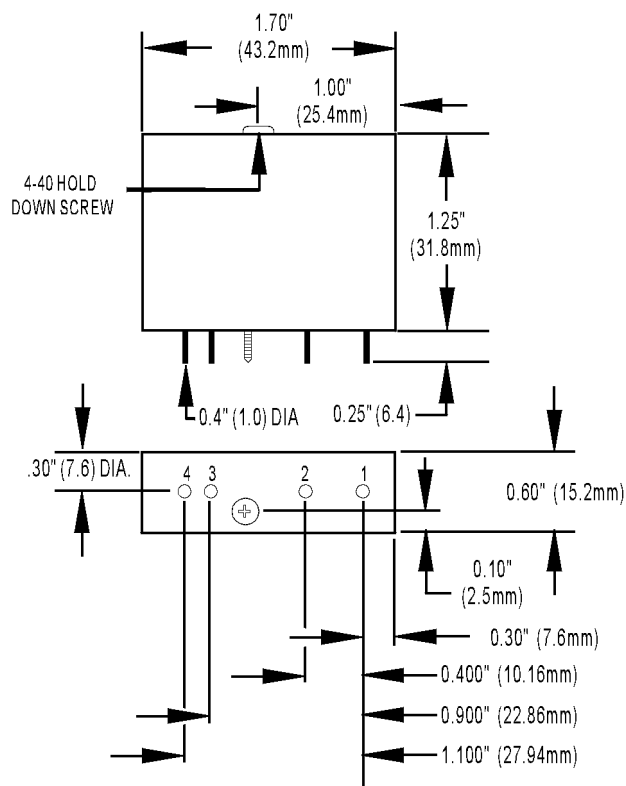 1.70"
(43.2mm)
1.00"
(25.4mm)
4-40 HOLD
DOWN SCREW
1.25"
(31.8mm)
0.4" (1.0) DIA
0.25" (6.4)
.30" (7.6) DIA.
4
3
2
1
0.60" (15.2mm)
0.10"
(2.5mm)
0.30" (7.6mm)
0.400" (10.16mm)
0.900" (22.86mm)
1.100" (27.94mm)